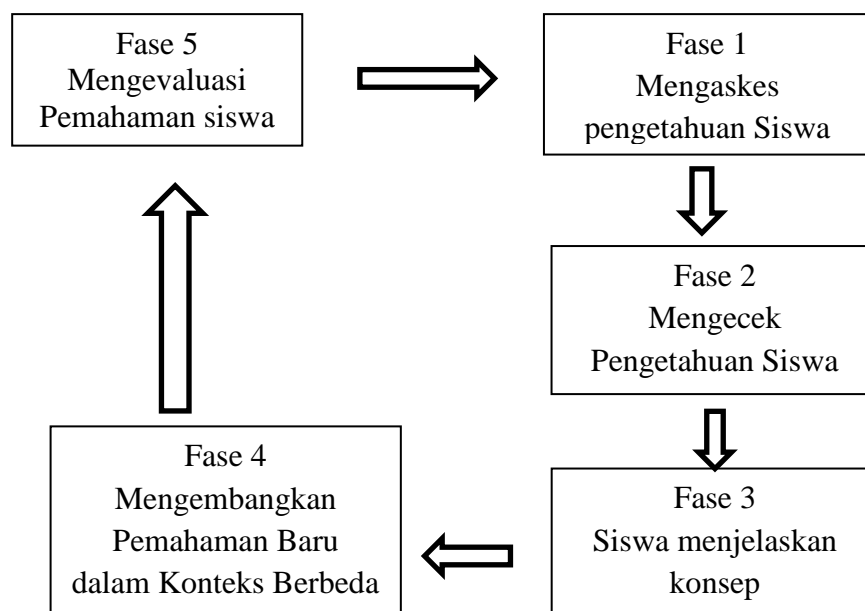 Fase 5
Mengevaluasi
Pemahaman siswa
Fase 1
Mengaskes
pengetahuan Siswa
Fase 2
Mengecek
Pengetahuan Siswa
Fase 4
Mengembangkan
Pemahaman Baru
dalam Konteks Berbeda
Fase 3
Siswa menjelaskan
konsep